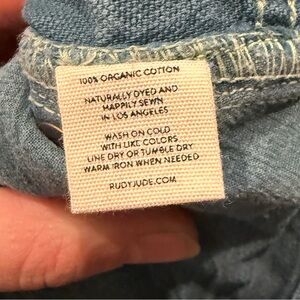 100% ORGANIC COTTON
NATURALLY DYED AND
HAPPILY SEWN
IN LOS ANGELES
WASH ON COLD
WITH LIKE COLORS
LINE DRY OR TUMBLE DRY
WARM IRON WHEN NEEDED
RUDYJUDE.COM